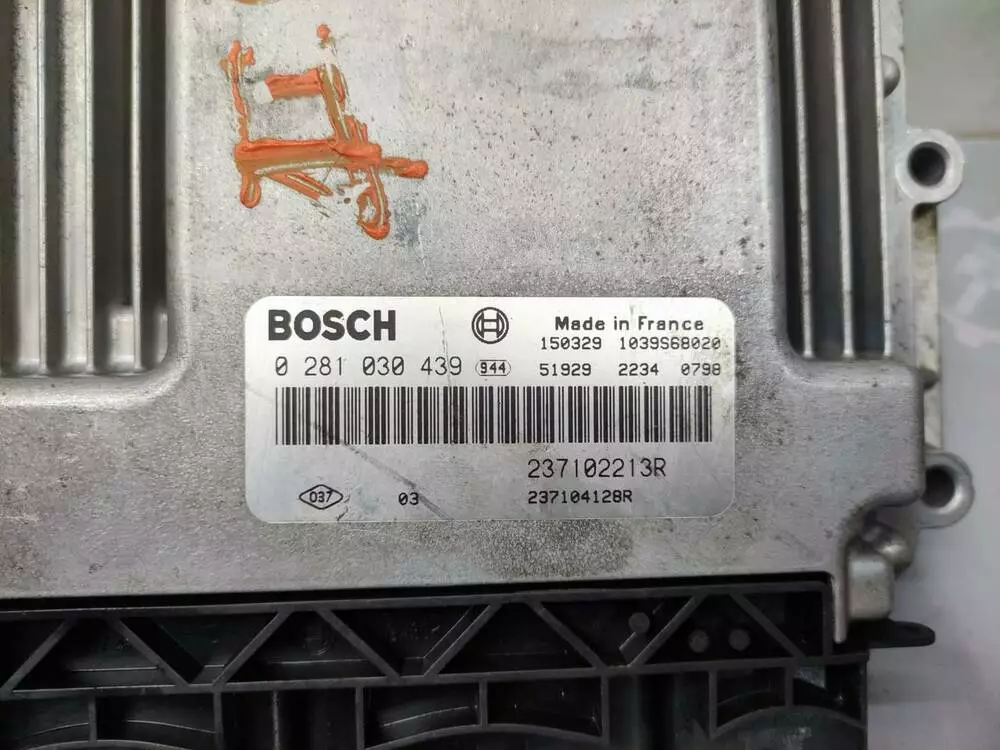 BOSCH
Made in France
150329 1039S68020
0 281 030 439 944 51929 2234 0798
237102213R
037 03 237104128R